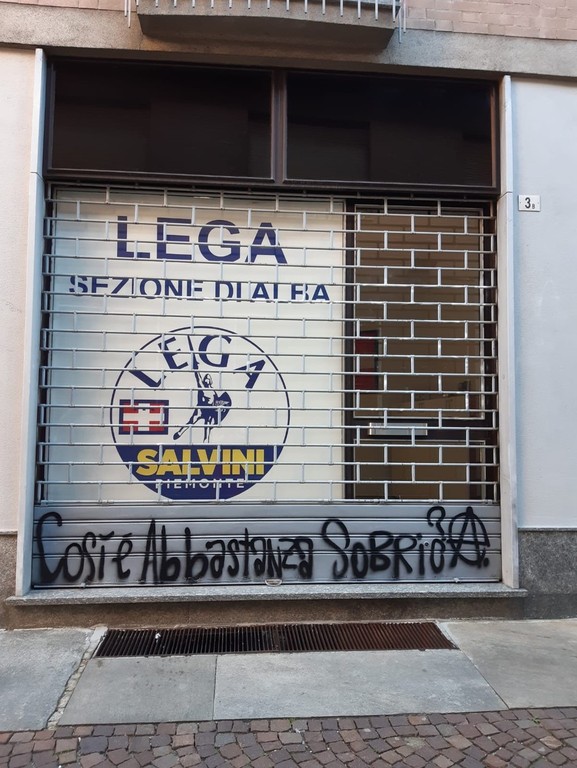 LEGA
3B
SEZIONE DI ALBA
LEGA
SALVINI
PIEMONTE
Così è Abbastanza SOBRIO? A.